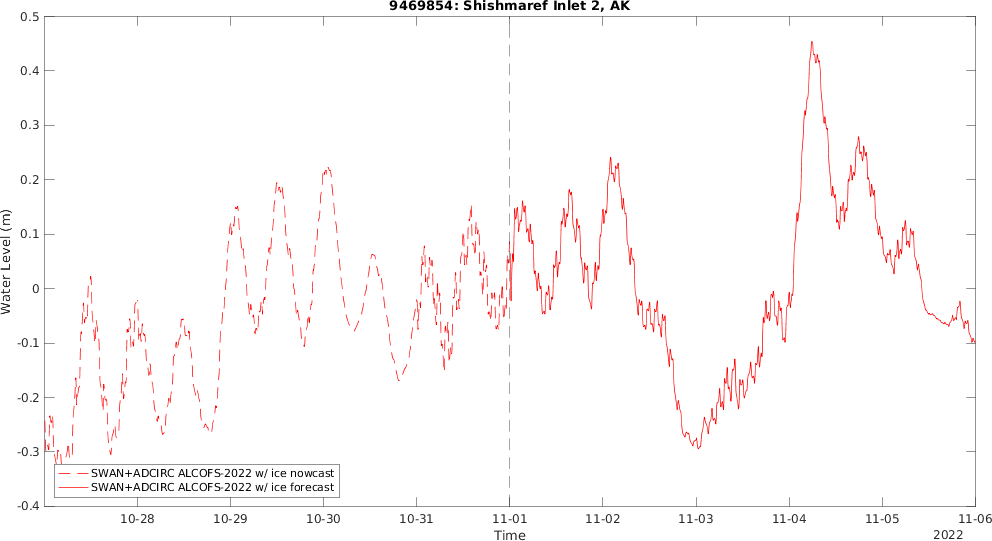 9469854: Shishmaref Inlet 2, AK
0.5
0.4
0.3
0.2
0.1
0
-0.1
-0.2
-0.3
-0.4
Water Level (m)
SWAN+ADCIRC ALCOFS-2022 w/ ice nowcast
SWAN+ADCIRC ALCOFS-2022 w/ ice forecast
10-28 10-29 10-30 10-31 11-01 11-02 11-03 11-04 11-05 11-06
Time
2022